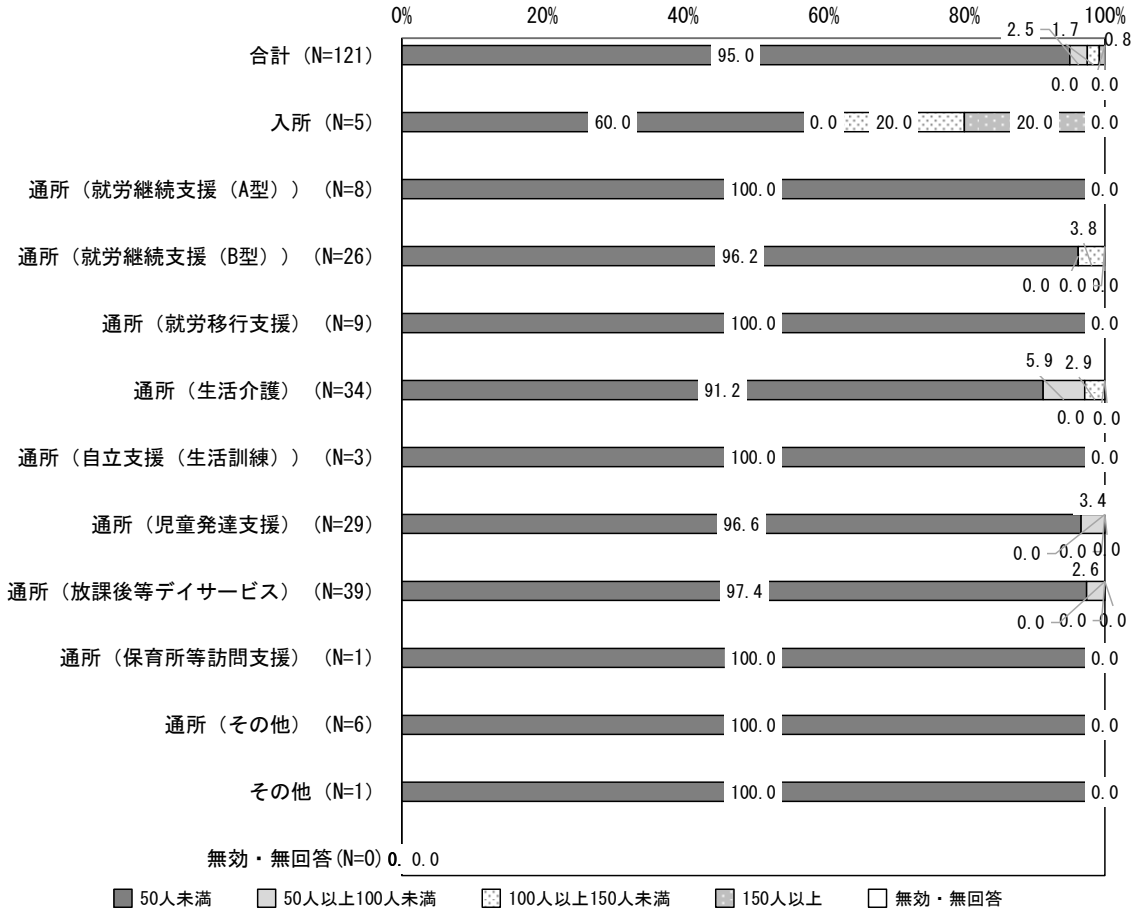 0% 20% 40% 60% 80% 100%
2.5 1.7 0.8
合計（N=121） 95.0
0.0 0.0
入所（N=5） 60.0 0.0 20.0 20.0 0.0
通所（就労継続支援（A型））（N=8） 100.0 0.0
3.8
通所（就労継続支援（B型））（N=26） 96.2
0.0 0.0 0.0
通所（就労移行支援）（N=9） 100.0 0.0
5.9 2.9
通所（生活介護）（N=34） 91.2
0.0 0.0
通所（自立支援（生活訓練））（N=3） 100.0 0.0
3.4
通所（児童発達支援）（N=29） 96.6
0.0 0.0 0.0
2.6
通所（放課後等デイサービス）（N=39） 97.4
0.0 0.0 0.0
通所（保育所等訪問支援）（N=1） 100.0 0.0
通所（その他）（N=6） 100.0 0.0
その他（N=1） 100.0 0.0
無効・無回答(N=0) 0. 0.0
50人未満 50人以上100人未満 100人以上150人未満 150人以上 無効・無回答